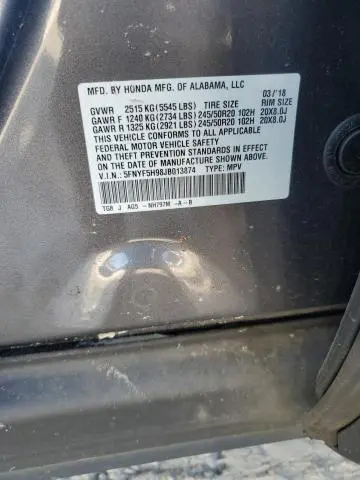 MFD. BY HONDA MFG. OF ALABAMA, LLC 03/'18
GVWR 2515 KG(5545 LBS) TIRE SIZE RIM SIZE
GAWR F 1240 KG(2734 LBS) 245/50R20 102H 20X8.0J
GAWR R 1325 KG(2921 LBS) 245/50R20 102H 20X8.0J
THIS VEHICLE CONFORMS TO ALL APPLICABLE
FEDERAL MOTOR VEHICLE SAFETY, BUMPER, AND
THEFT PREVENTION STANDARDS IN EFFECT ON THE
DATE OF MANUFACTURE SHOWN ABOVE.
V.I.N.: 5FNYF5H98JB013874 TYPE: MPV
TG8 J AG5 -NH797M -A-B